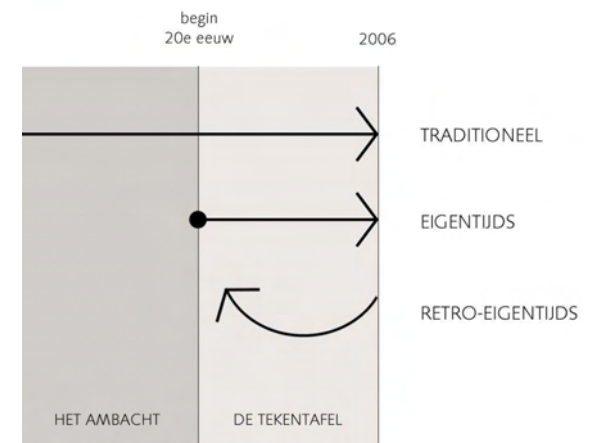 begin
20e eeuw
2006
TRADITIONEEL
EIGENTIJDS
RETRO-EIGENTIJDS
HET AMBACHT
DE TEKENTAFEL